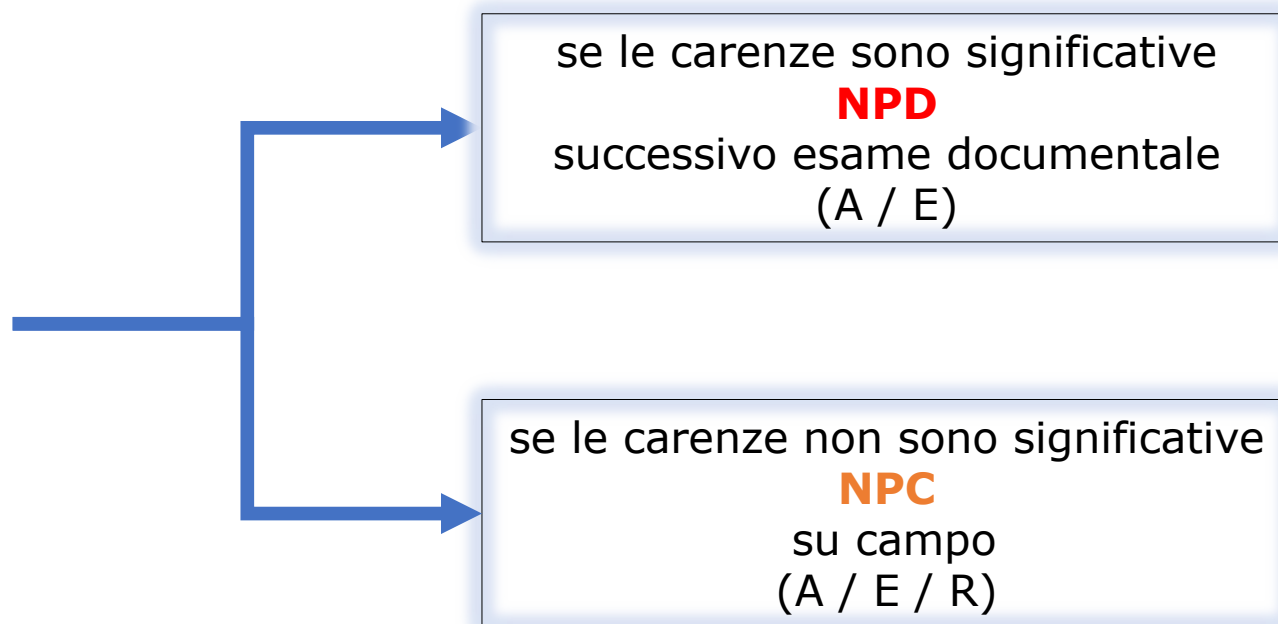 se le carenze sono significative
NPD
successivo esame documentale
(A / E)
se le carenze non sono significative
NPC
su campo
(A / E / R)